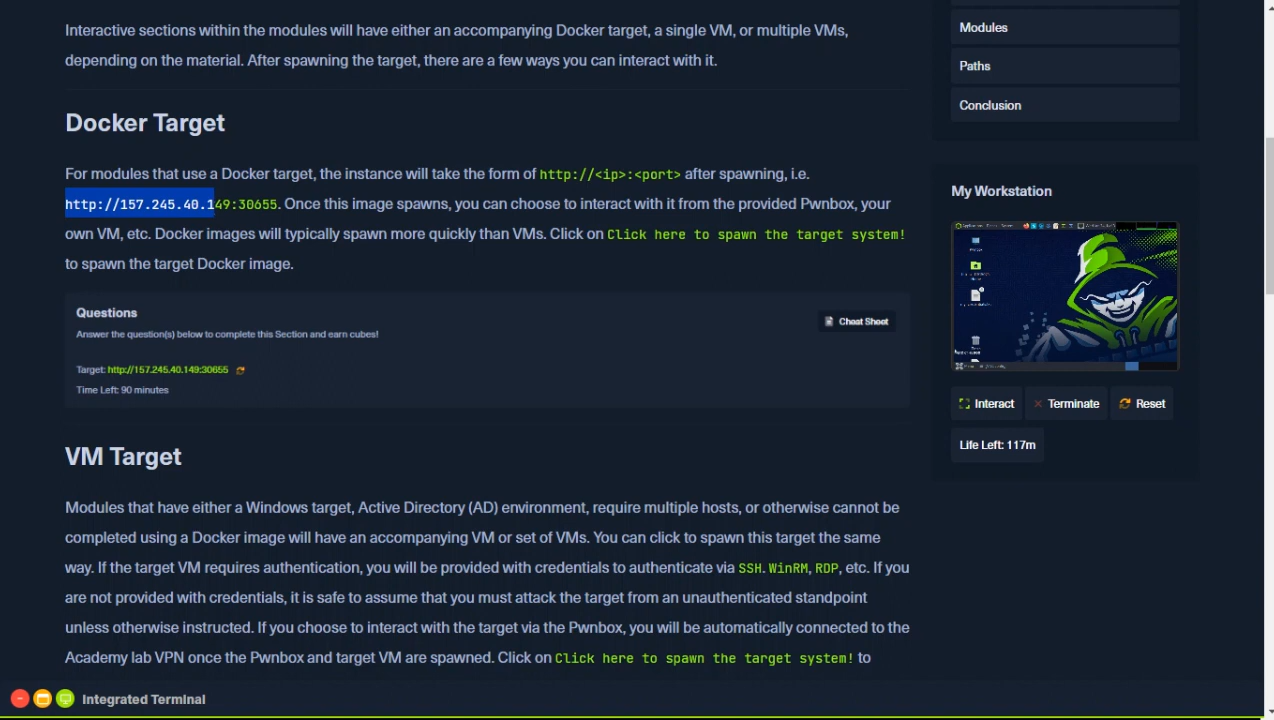 Interactive sections within the modules will have either an accompanying Docker target, a single VM, or multiple VMs,
depending on the material. After spawning the target, there are a few ways you can interact with it.
Docker Target
For modules that use a Docker target, the instance will take the form of http://<ip>:<port> after spawning, i.e.
http://157.245.40.149:30655. Once this image spawns, you can choose to interact with it from the provided Pwnbox, your
own VM, etc. Docker images will typically spawn more quickly than VMs. Click on Click here to spawn the target system!
to spawn the target Docker image.
Questions
Answer the question(s) below to complete this Section and earn cubes!
Cheat Sheet
Target: http://157.245.40.149:30655
Time Left: 90 minutes
VM Target
Modules that have either a Windows target, Active Directory (AD) environment, require multiple hosts, or otherwise cannot be
completed using a Docker image will have an accompanying VM or set of VMs. You can click to spawn this target the same
way. If the target VM requires authentication, you will be provided with credentials to authenticate via SSH. WinRM, RDP, etc. If you
are not provided with credentials, it is safe to assume that you must attack the target from an unauthenticated standpoint
unless otherwise instructed. If you choose to interact with the target via the Pwnbox, you will be automatically connected to the
Academy lab VPN once the Pwnbox and target VM are spawned. Click on Click here to spawn the target system! to
Modules
Paths
Conclusion
My Workstation
Interact
Terminate
Reset
Life Left: 117m
Integrated Terminal